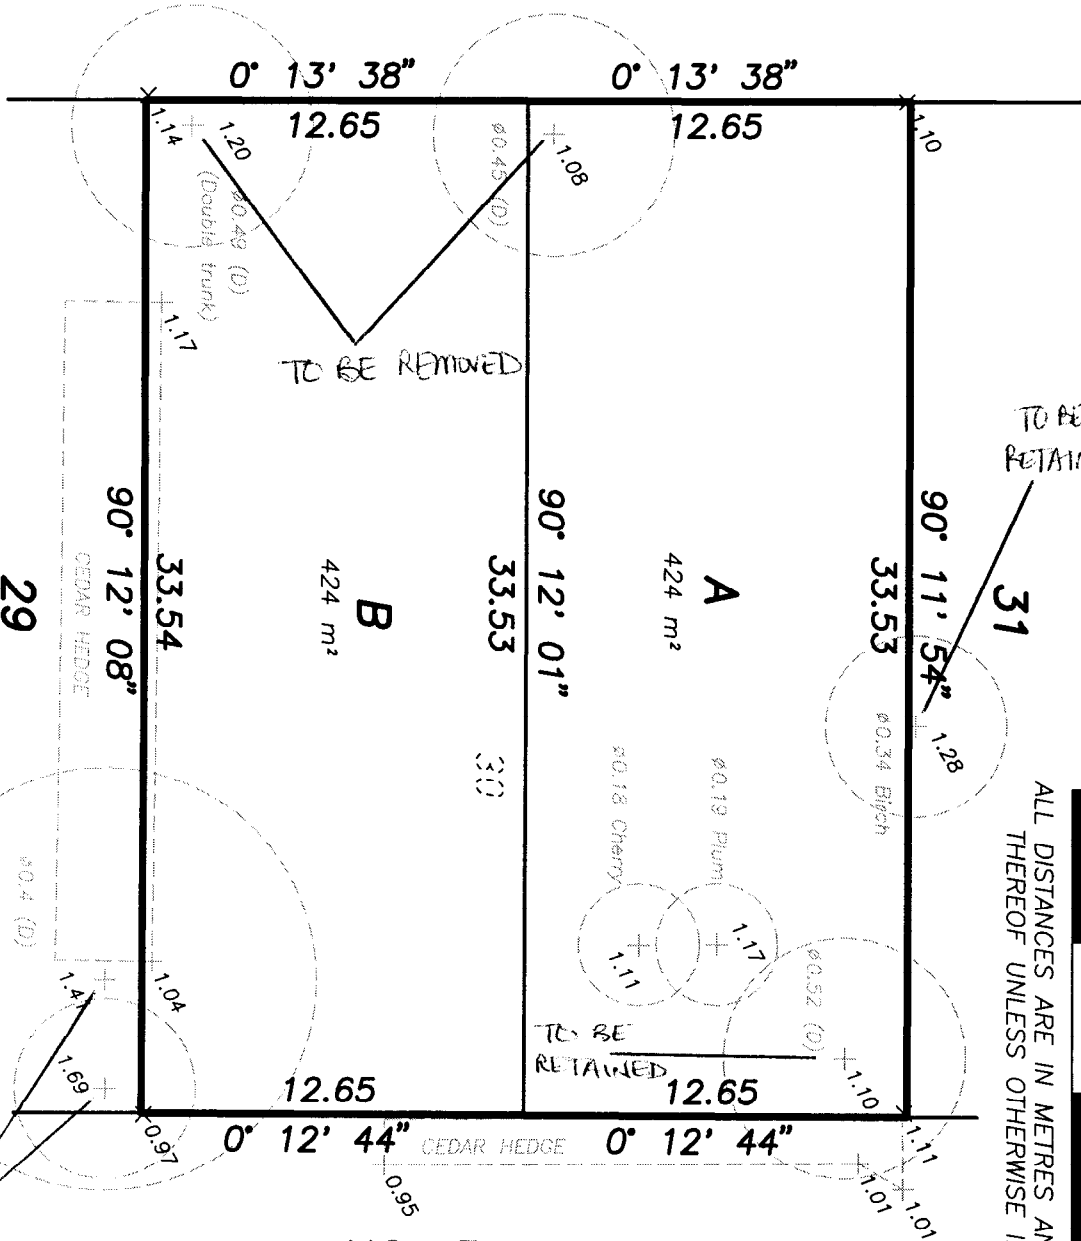 0° 13' 38"
0° 13' 38"
12.65
12.65
1.14
1.20
ø0.49 (D)
(Double trunk)
ø0.45 (D)
1.08
1.10
1.17
TO BE REMOVED
TO BE
90° 12' 08"
33.54
CEDAR HEDGE
29
B
424 m²
33.53
90° 12' 01"
A
424 m²
33.53
90° 11' 54"
31
30
1.28
ø0.34 Birch
ø0.18 Cherry
ø0.19 Plum
1.11
1.17
ø0.52 (D)
ø0.4 (D)
1.47
1.04
1.69
TO BE
RETAINED
1.10
12.65
12.65
0.97
0° 12' 44"
CEDAR HEDGE
0° 12' 44"
1.11
0.95
1.01
1.01
ALL DISTANCES ARE IN METRES
THEREOF UNLESS OTHERWISE